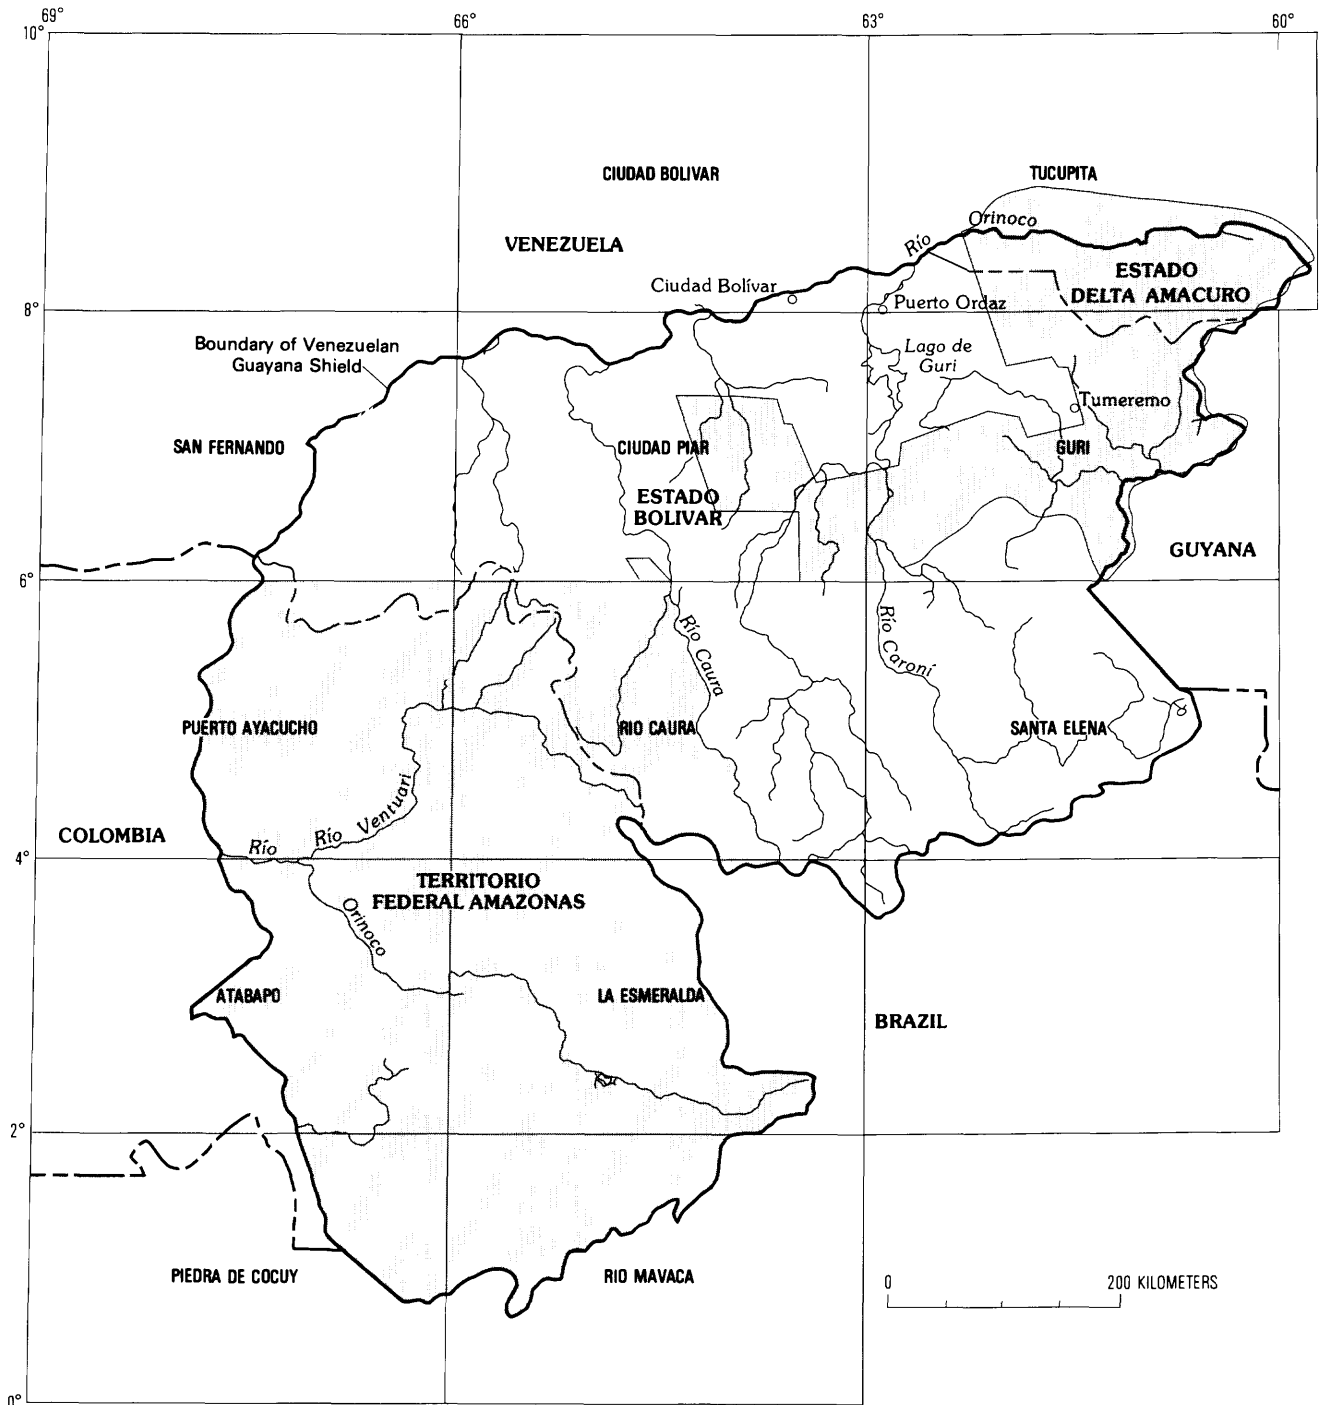 69°
66°
63°
60°
10°
CIUDAD BOLIVAR
TUCUPITA
VENEZUELA
Río
Orinoco
ESTADO
DELTA AMACURO
Ciudad Bolívar
Puerto Ordaz
8°
Boundary of Venezuelan
Guayana Shield
Lago de
Guri
Tumeremo
SAN FERNANDO
CIUDAD PIAR
GURI
ESTADO
BOLIVAR
GUYANA
6°
Río Caura
Río Caroní
PUERTO AYACUCHO
RIO CAURA
SANTA ELENA
COLOMBIA
Río
Río Ventuari
4°
TERRITORIO
FEDERAL AMAZONAS
Orinoco
ATABAPO
LA ESMERALDA
BRAZIL
2°
PIEDRA DE COCUY
RIO MAVACA
0
200 KILOMETERS
0°